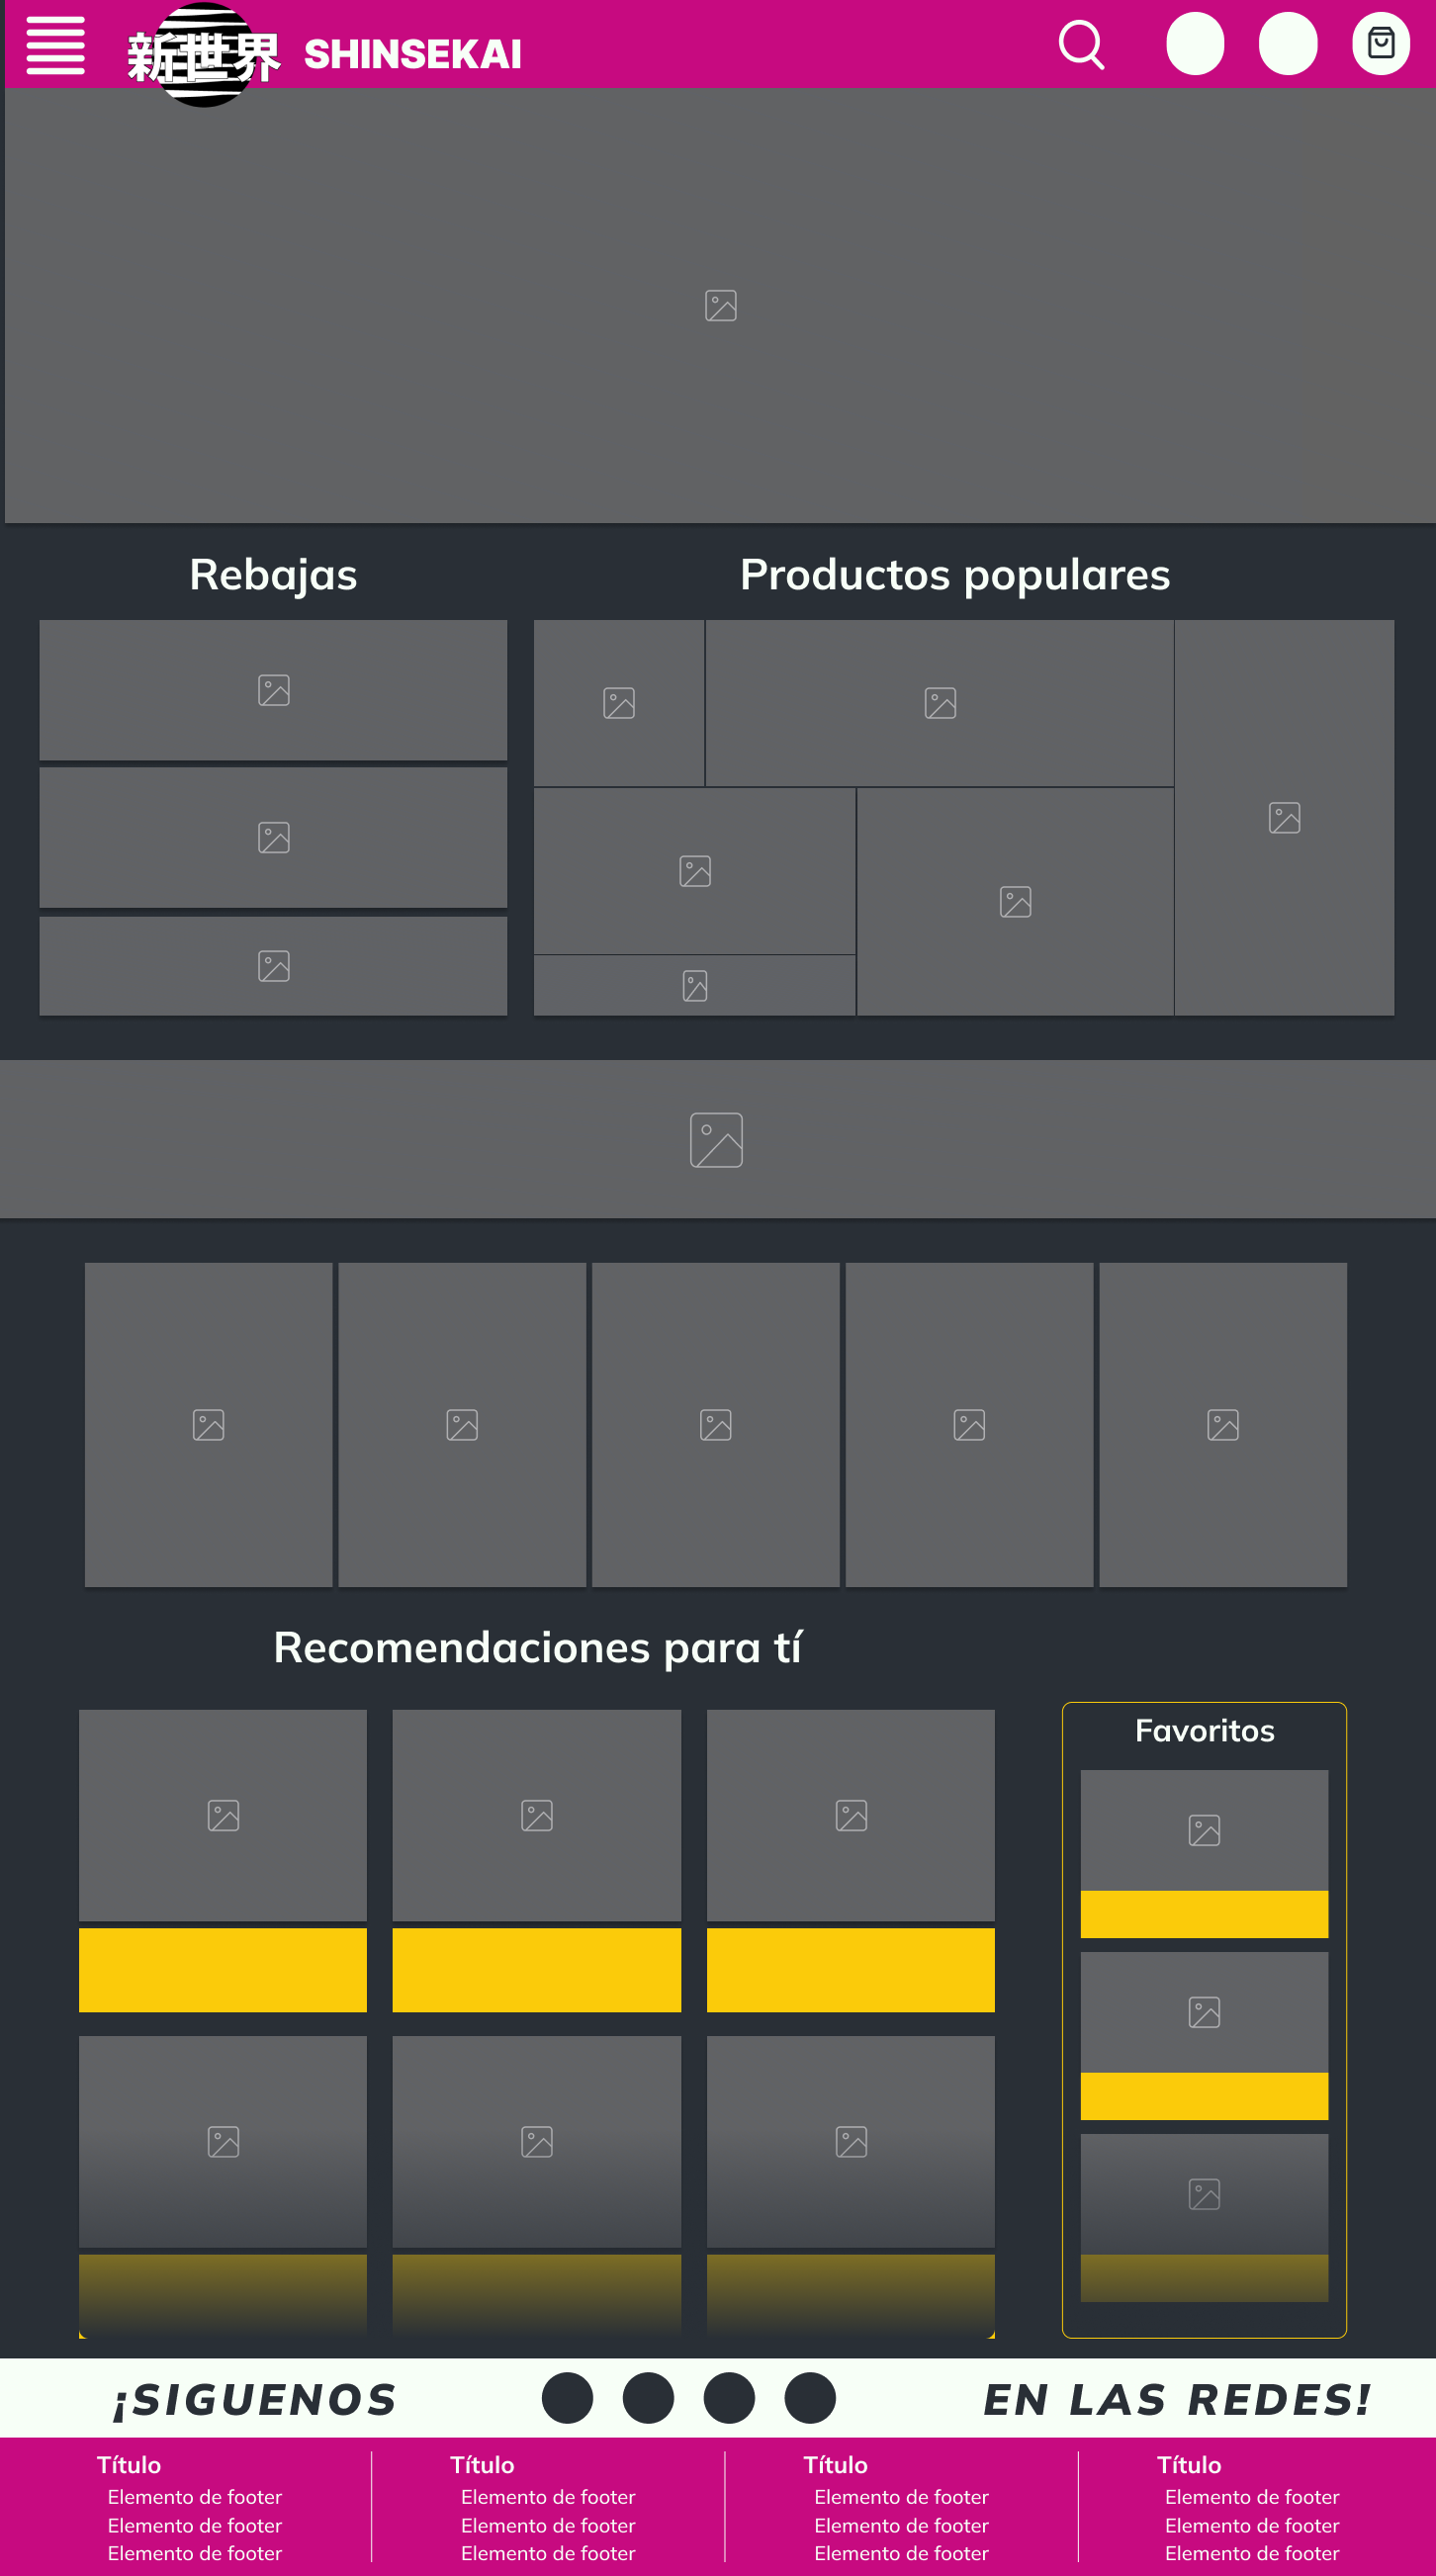 新世界 SHINSEKAI
Rebajas
Productos populares
Recomendaciones para tí
Favoritos
¡SIGUENOS
EN LAS REDES!
Título
Elemento de footer
Elemento de footer
Elemento de footer
Título
Elemento de footer
Elemento de footer
Elemento de footer
Título
Elemento de footer
Elemento de footer
Elemento de footer
Título
Elemento de footer
Elemento de footer
Elemento de footer